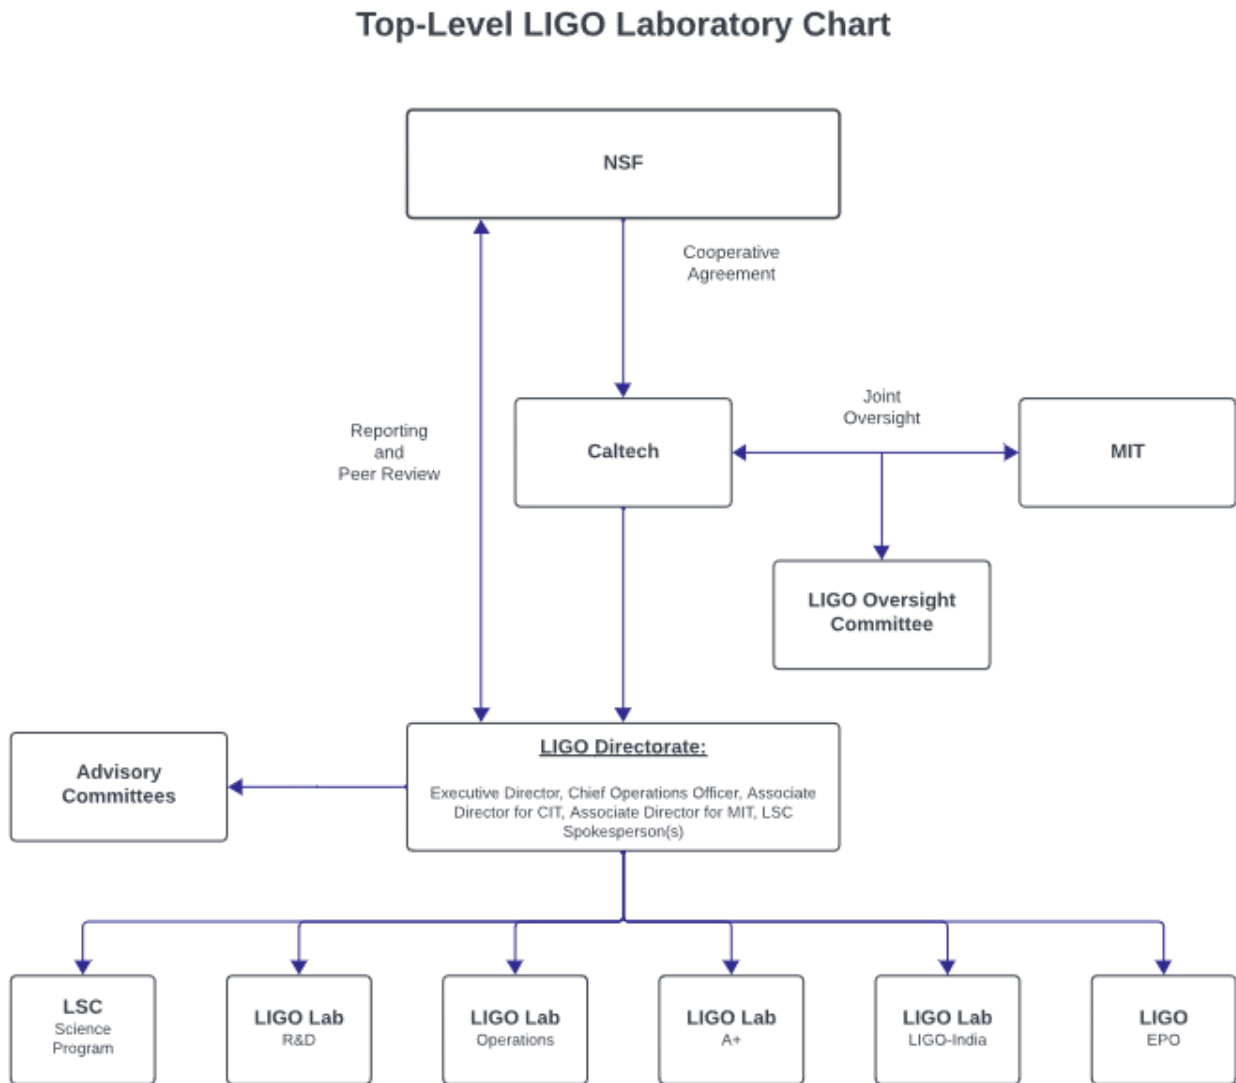 Top-Level LIGO Laboratory Chart
NSF
Cooperative
Agreement
Reporting
and
Peer Review
Caltech
Joint
Oversight
MIT
LIGO Oversight
Committee
Advisory
Committees
LIGO Directorate:
Executive Director, Chief Operations Officer, Associate
Director for CIT, Associate Director for MIT, LSC
Spokesperson(s)
LSC
Science
Program
LIGO Lab
R&D
LIGO Lab
Operations
LIGO Lab
A+
LIGO Lab
LIGO-India
LIGO
EPO